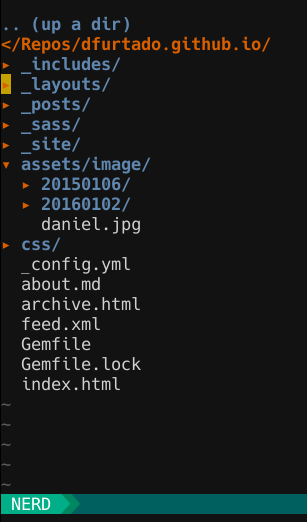 .. (up a dir)
</Repos/dfurtado.github.io/
▸ _includes/
▸ _layouts/
▸ _posts/
▸ _sass/
▸ _site/
▾ assets/image/
▸ 20150106/
▸ 20160102/
daniel.jpg
▸ css/
_config.yml
about.md
archive.html
feed.xml
Gemfile
Gemfile.lock
index.html
~
~
~
~
~
NERD